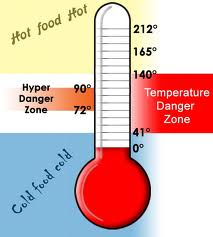 Hot food Hot
212°
165°
140°
Hyper
Danger
Zone
90°
72°
Temperature
Danger
Zone
41°
0°
Cold food cold